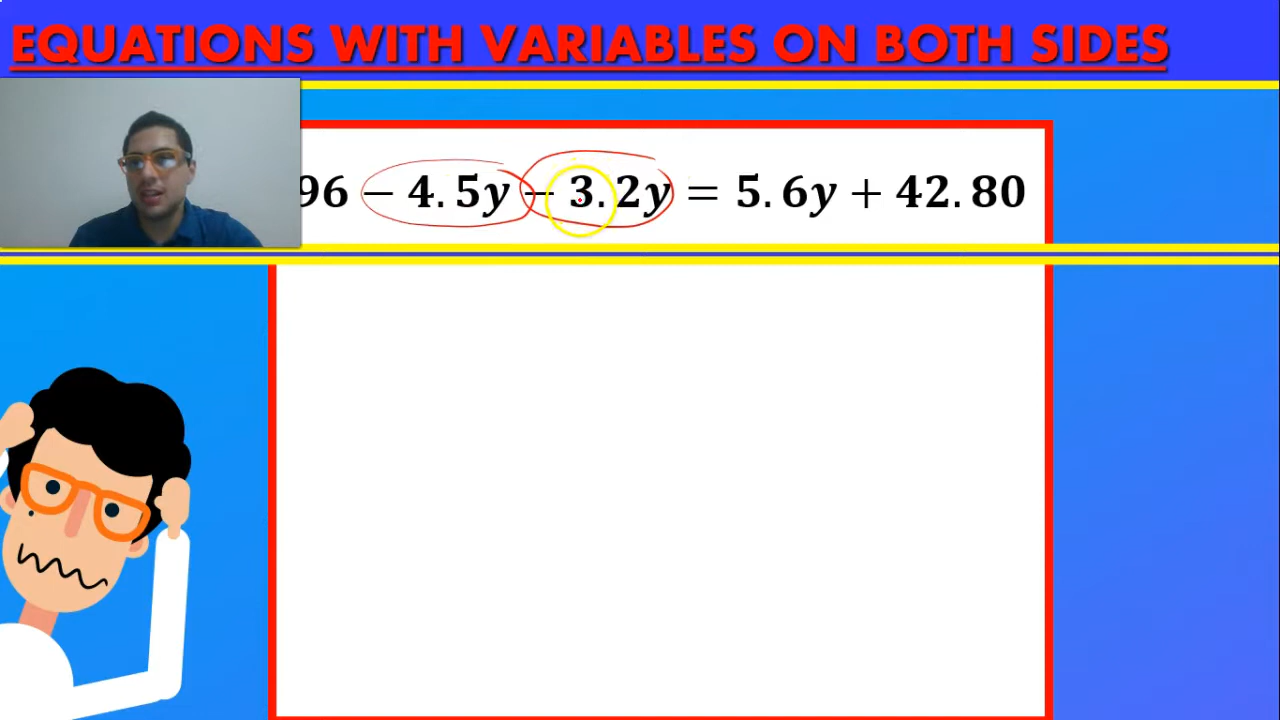 EQUATIONS WITH VARIABLES ON BOTH SIDES
96 − 4.5y − 3.2y = 5.6y + 42.80